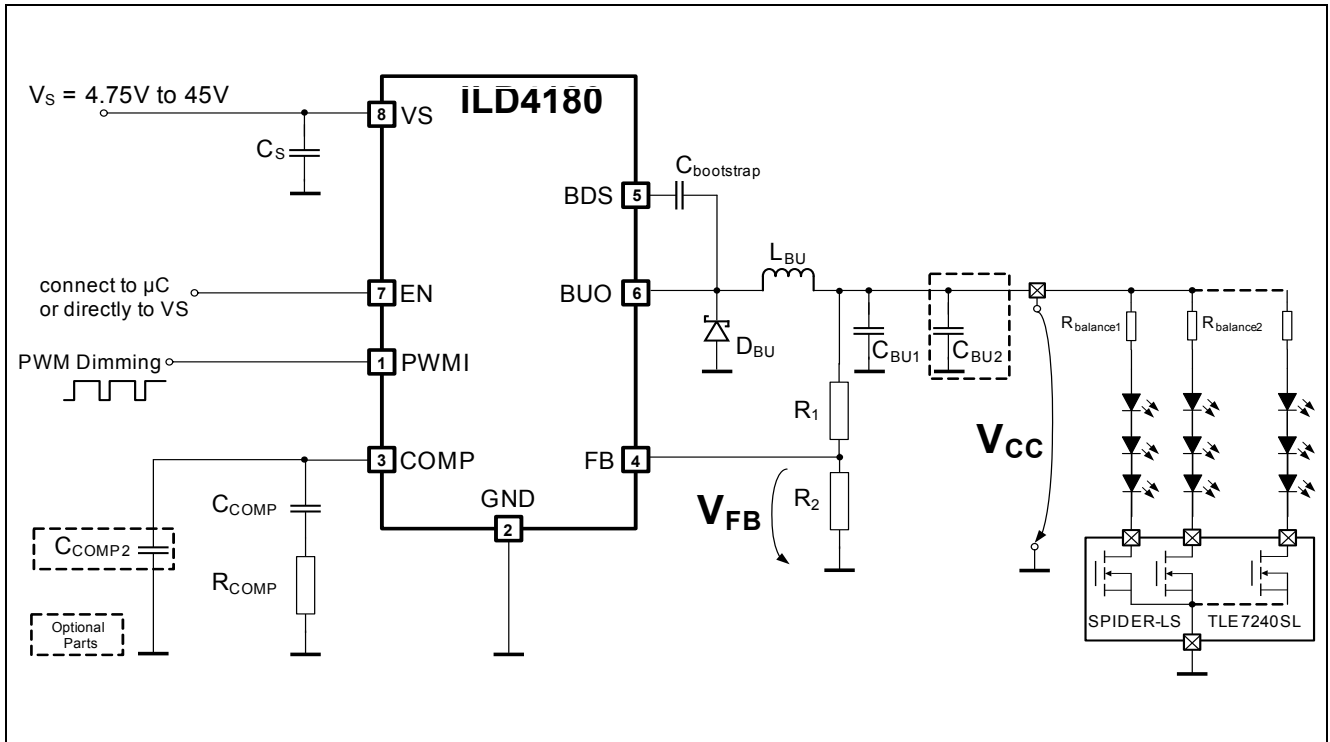 ILD4180
VS = 4.75V to 45V
8 VS
CS
Cbootstrap
BDS 5
LBU
connect to µC
or directly to VS
7 EN
BUO 6
Rbalance1
Rbalance2
DBU
CBU1
CBU2
PWM Dimming
1 PWMI
R1
VCC
3 COMP
FB 4
GND
2
CCOMP
VFB
R2
CCOMP2
RCOMP
Optional
Parts
SPIDER-LS TLE7240SL